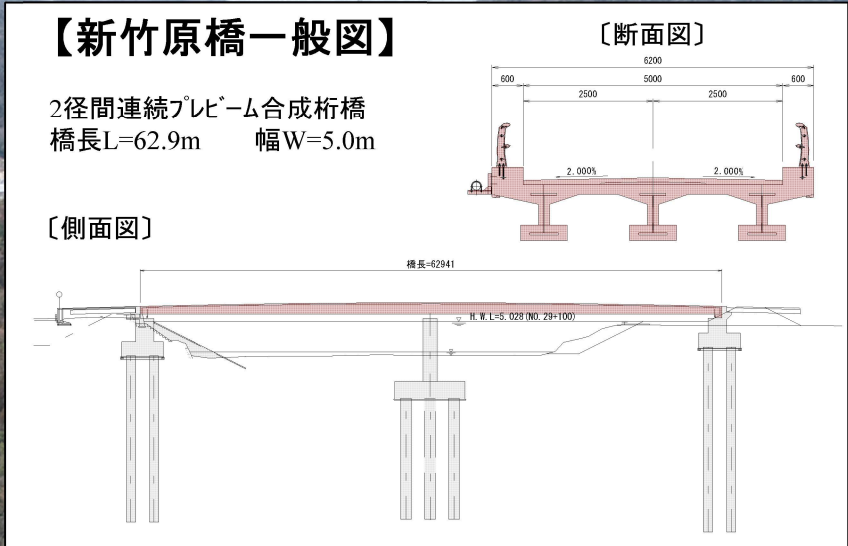 【新竹原橋一般図】
2径間連続プレビーム合成桁橋
橋長L=62.9m 幅W=5.0m
〔断面図〕
6200
600 5000 600
2500 2500
2.000% 2.000%
〔側面図〕
橋長=62941
H.W.L=5.028(NO.29+100)